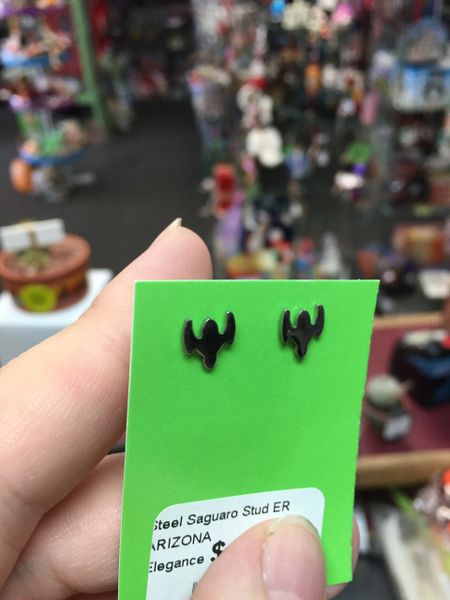 Steel Saguaro Stud ER
ARIZONA
Elegance $